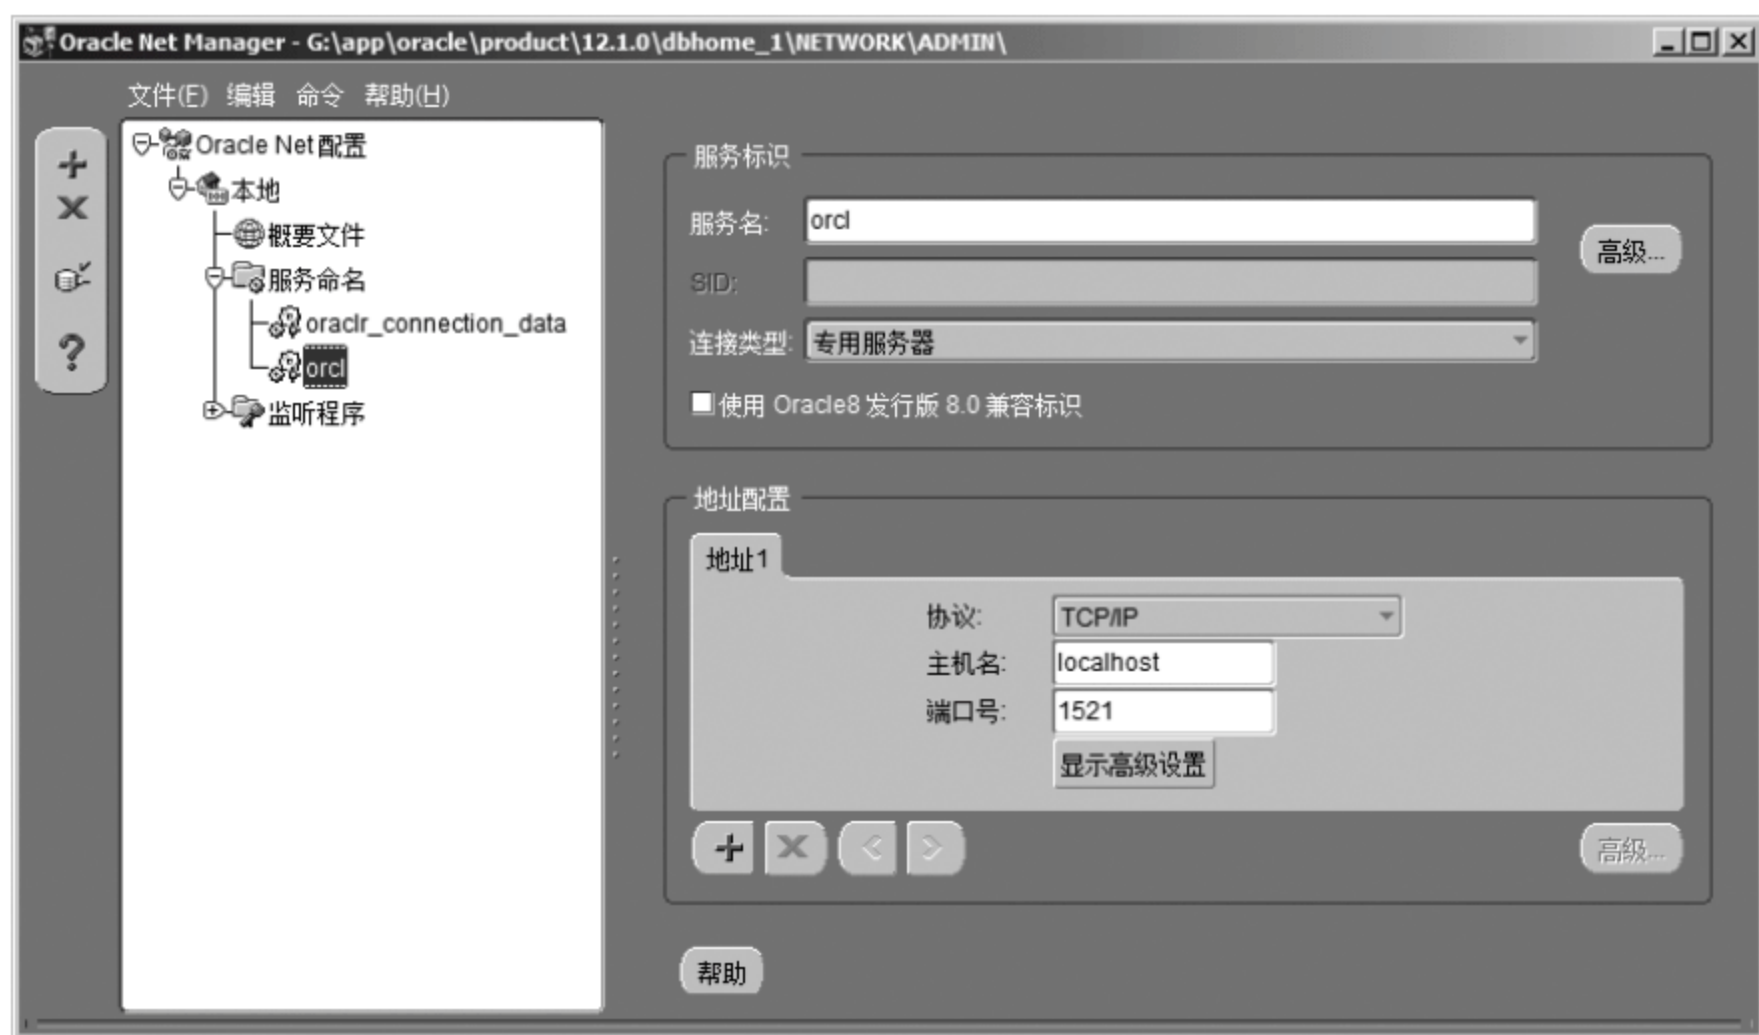 Oracle Net Manager - G:\app\oracle\product\12.1.0\dbhome_1\NETWORK\ADMIN\
文件(F) 编辑 命令 帮助(H)
Oracle Net 配置
本地
概要文件
服务命名
oraclr_connection_data
orcl
监听程序
服务标识
服务名: orcl
高级...
SID:
连接类型: 专用服务器
使用 Oracle8 发行版 8.0 兼容标识
地址配置
地址1
协议: TCP/IP
主机名: localhost
端口号: 1521
显示高级设置
高级...
帮助